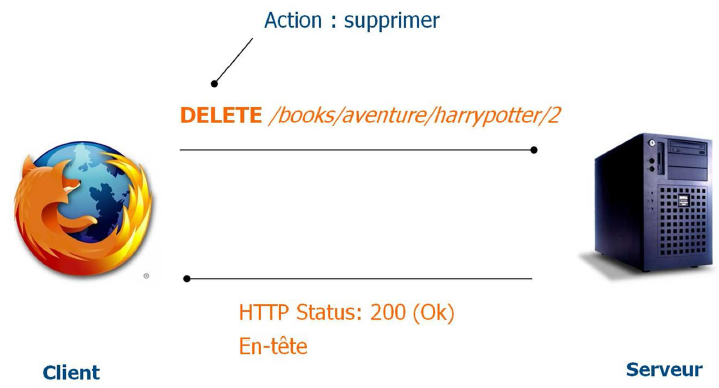 Action : supprimer
DELETE /books/aventure/harrypotter/2
®
HTTP Status: 200 (Ok)
En-tête
Client
Serveur